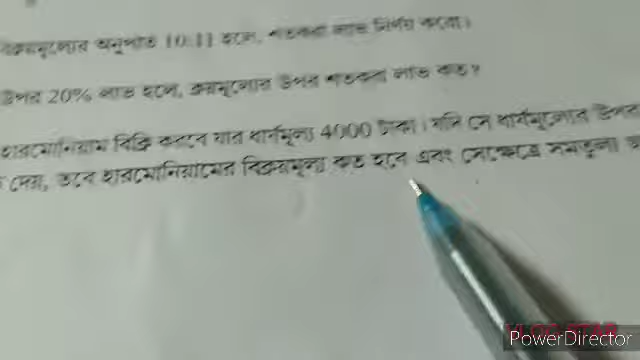 অনুপাত 10:11 হলে, শতকরা লাভ নির্ণয় করো।
উপর 20% লাভ হলে, ক্রয়মূল্যের উপর শতকরা লাভ কত?
হারমোনিয়াম বিক্রি করবে যার ধার্যমূল্য 4000 টাকা। যদি সে ধার্যমূল্যের উপর
দেয়, তবে হারমোনিয়ামের বিক্রয়মূল্য কত হবে এবং সেক্ষেত্রে
PowerDirector